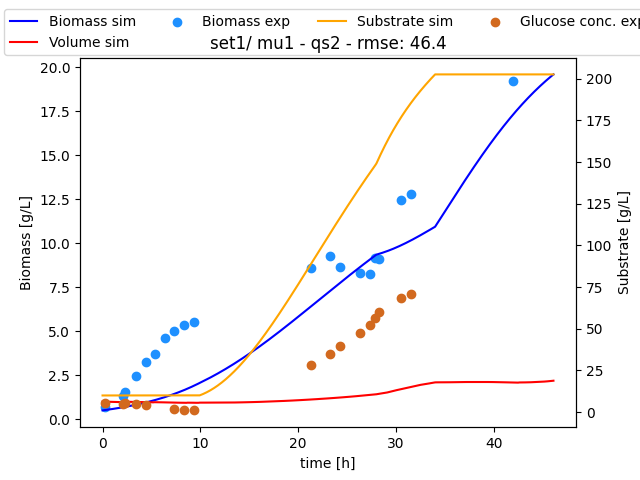 Biomass sim Biomass exp Substrate sim Glucose conc. exp
Volume sim
set1/ mu1 - qs2 - rmse: 46.4
20.0
17.5
15.0
12.5
10.0
7.5
5.0
2.5
0.0
Biomass [g/L]
200
175
150
125
100
75
50
25
0
Substrate [g/L]
0 10 20 30 40
time [h]